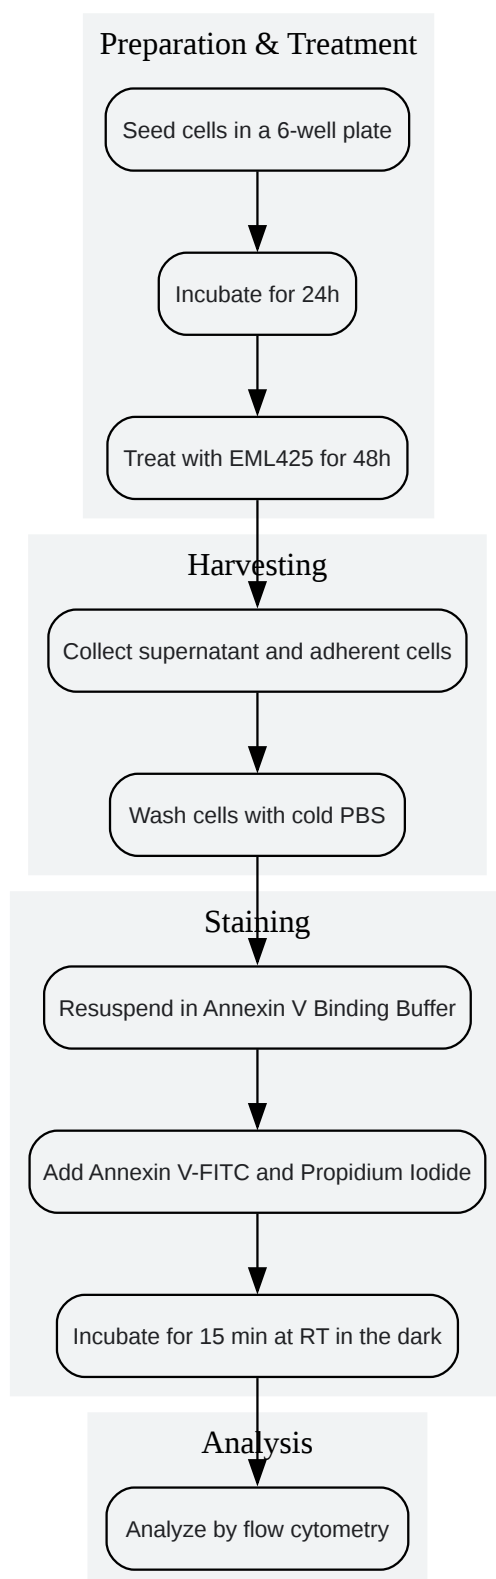 Preparation & Treatment
Seed cells in a 6-well plate
Incubate for 24h
Treat with EML425 for 48h
Harvesting
Collect supernatant and adherent cells
Wash cells with cold PBS
Staining
Resuspend in Annexin V Binding Buffer
Add Annexin V-FITC and Propidium Iodide
Incubate for 15 min at RT in the dark
Analysis
Analyze by flow cytometry